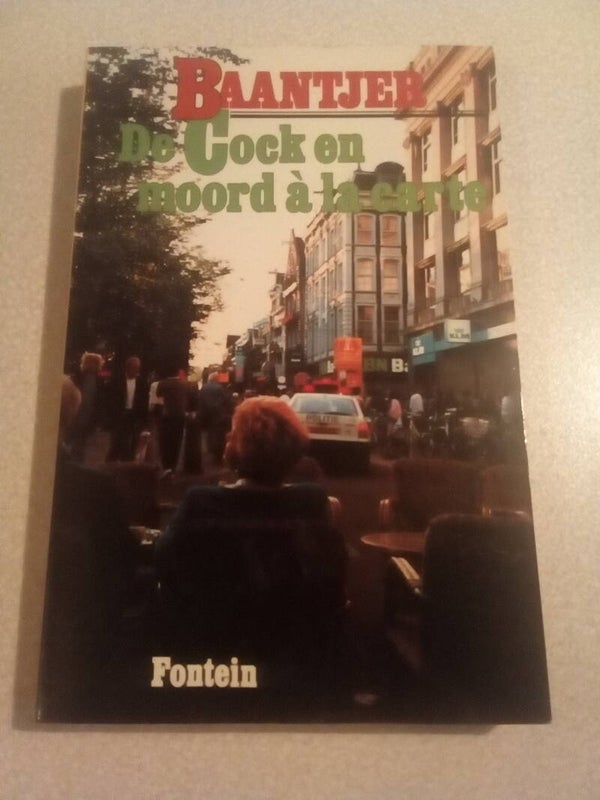 BAANTJER
De Cock en
moord à la carte
Fontein